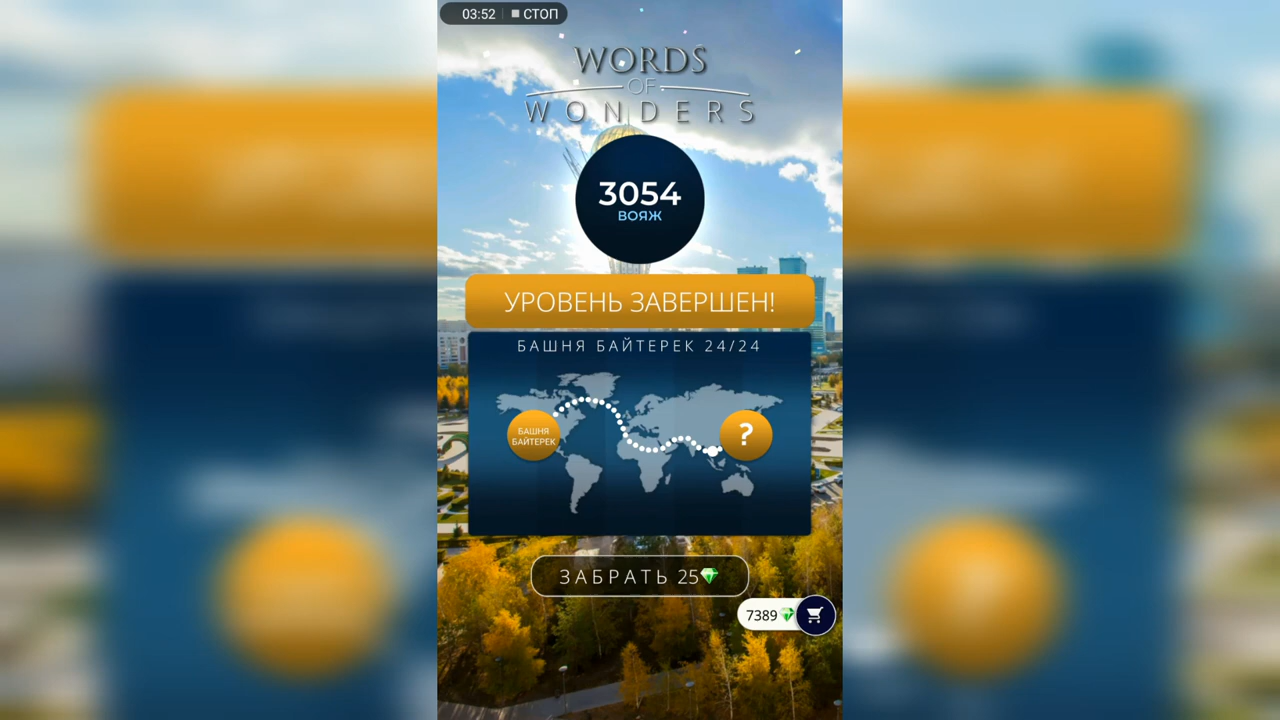 03:52 СТОП
WORDS
OF
WONDERS
3054
ВОЯЖ
УРОВЕНЬ ЗАВЕРШЕН!
БАШНЯ БАЙТЕРЕК 24/24
БАШНЯ
БАЙТЕРЕК
?
ЗАБРАТЬ 25
7389